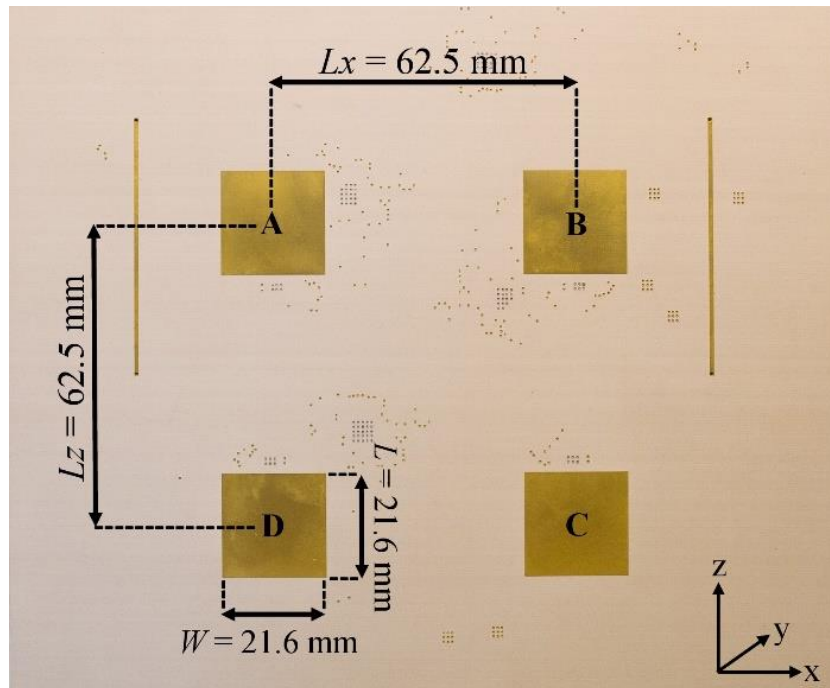 Lx = 62.5 mm
A
B
Lz = 62.5 mm
D
C
L = 21.6 mm
W = 21.6 mm
z
y
x